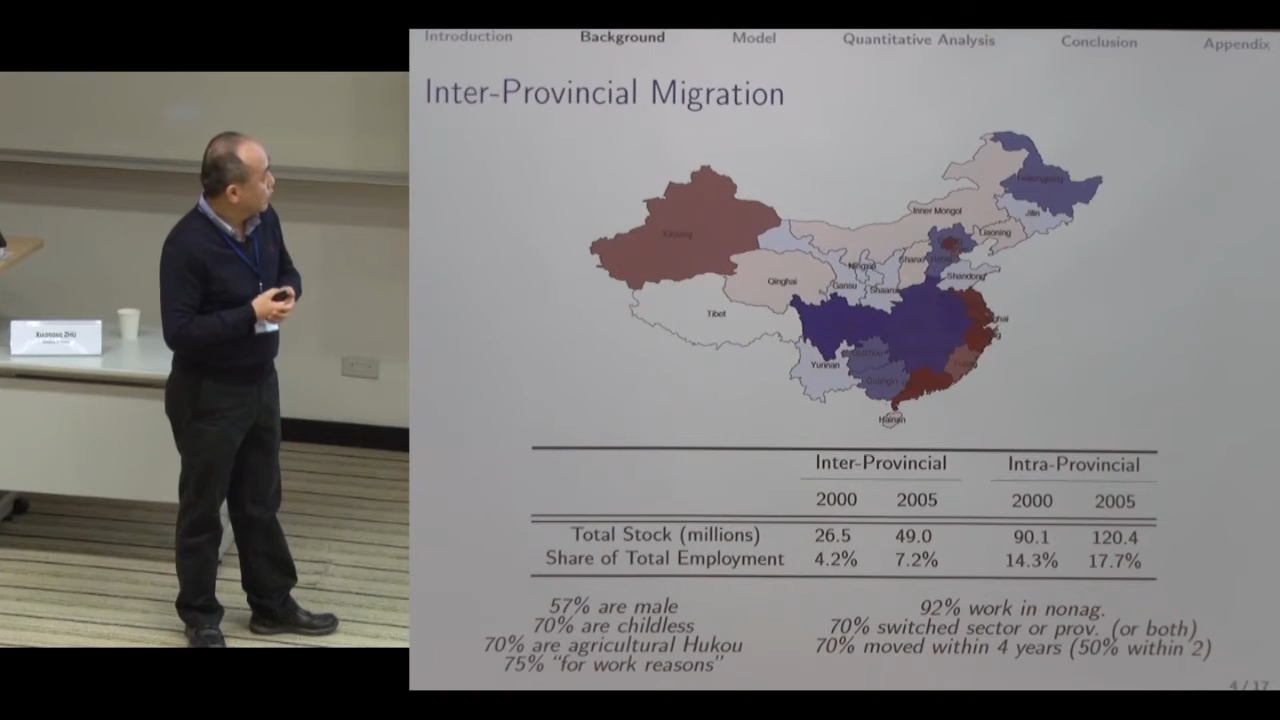 Introduction Background Model Quantitative Analysis Conclusion Appendix
Inter-Provincial Migration
Heilongjiang
Inner Mongol
Jilin
Liaoning
Xinjiang
Ningxia
Shanxi
Shandong
Qinghai
Gansu
Shaanxi
Tibet
Yunnan
Guizhou
Guangxi
Fujian
Hainan
Inter-Provincial Intra-Provincial
2000 2005 2000 2005
Total Stock (millions) 26.5 49.0 90.1 120.4
Share of Total Employment 4.2% 7.2% 14.3% 17.7%
57% are male
70% are childless
70% are agricultural Hukou
75% "for work reasons"
92% work in nonag.
70% switched sector or prov. (or both)
70% moved within 4 years (50% within 2)
4 / 17
ZHU